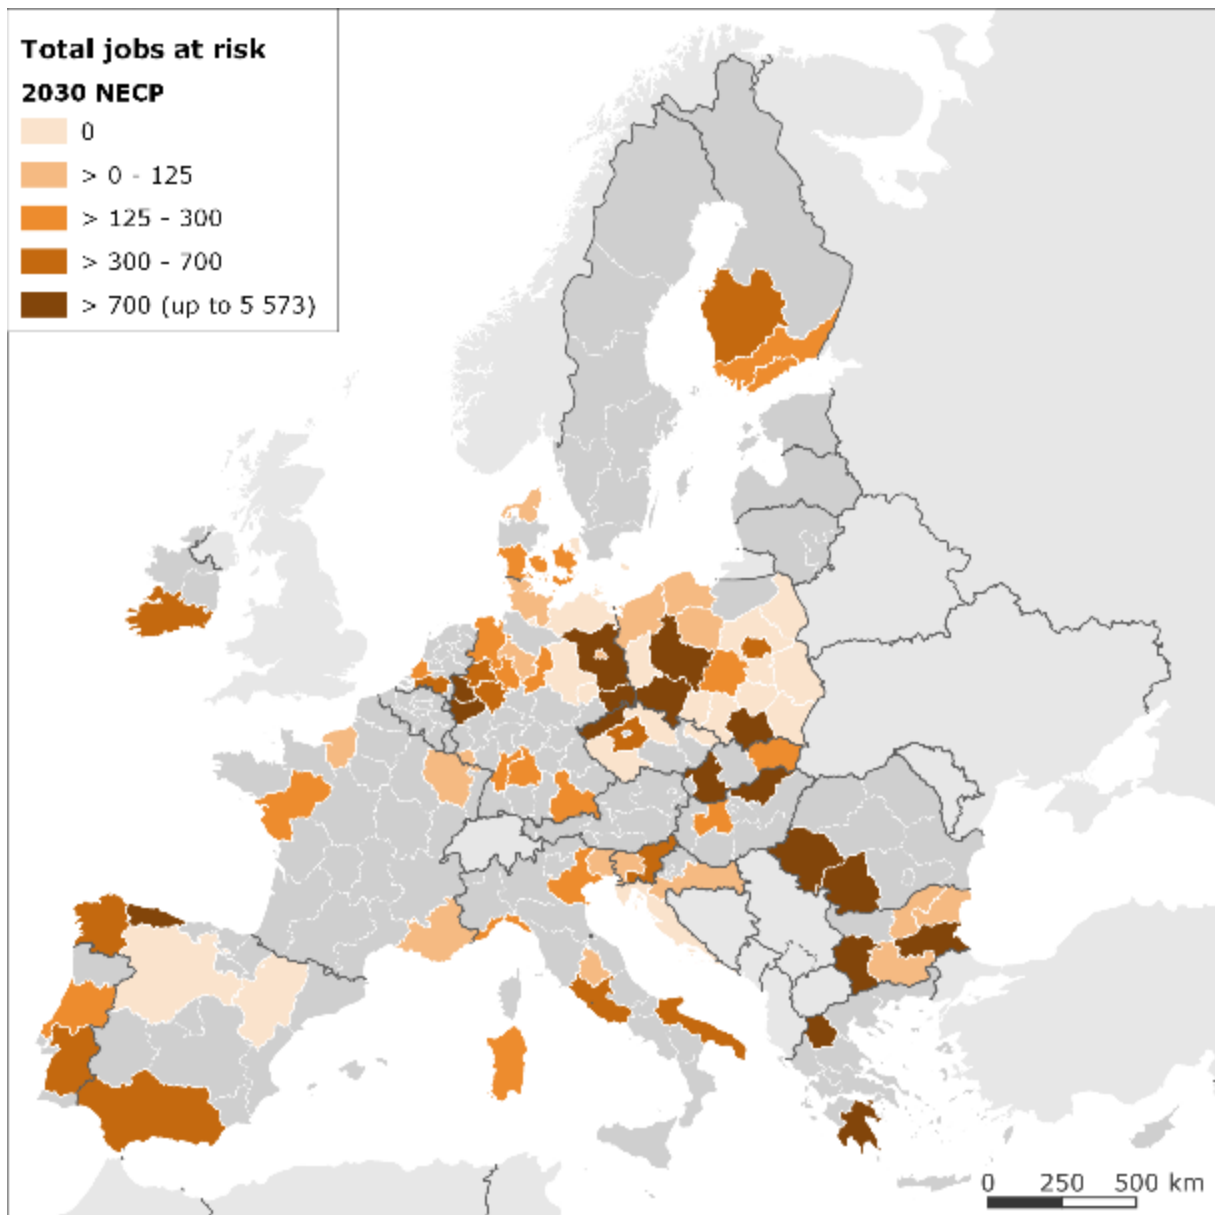 Total jobs at risk
2030 NECP
0
> 0 - 125
> 125 - 300
> 300 - 700
> 700 (up to 5 573)
0 250 500 km